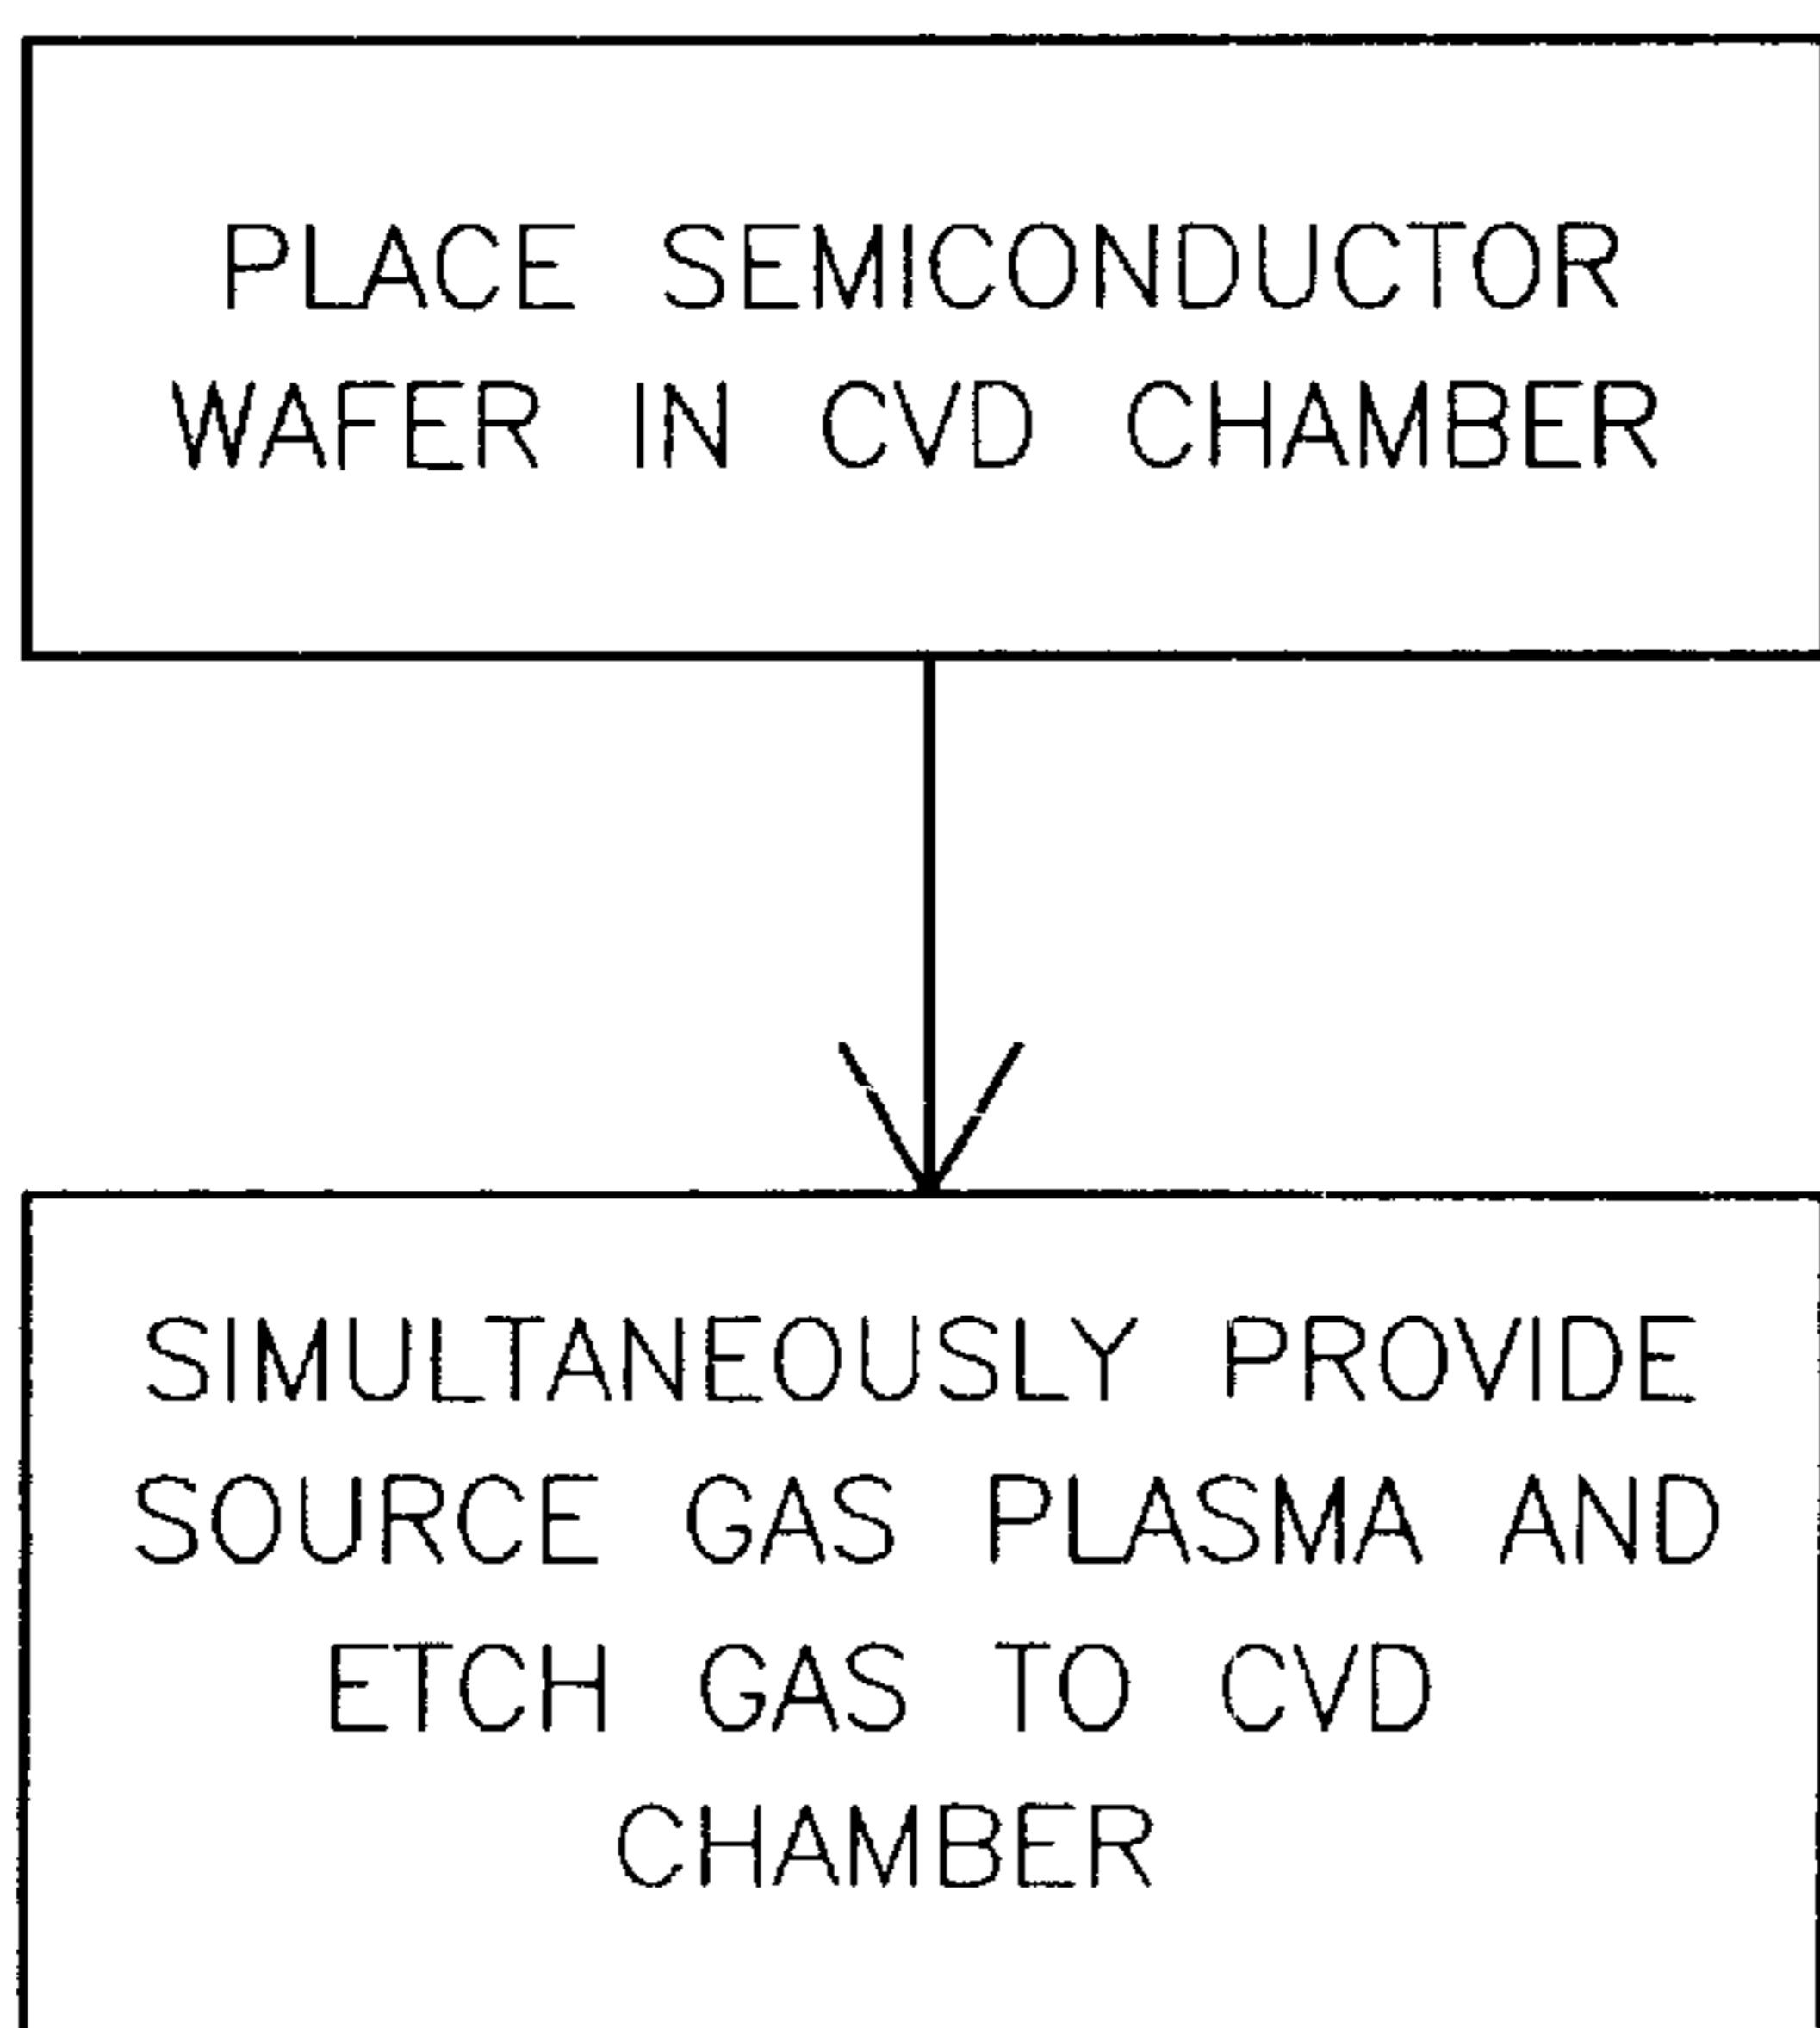 PLACE SEMICONDUCTOR
WAFER IN CVD CHAMBER
SIMULTANEOUSLY PROVIDE
SOURCE GAS PLASMA AND
ETCH GAS TO CVD
CHAMBER